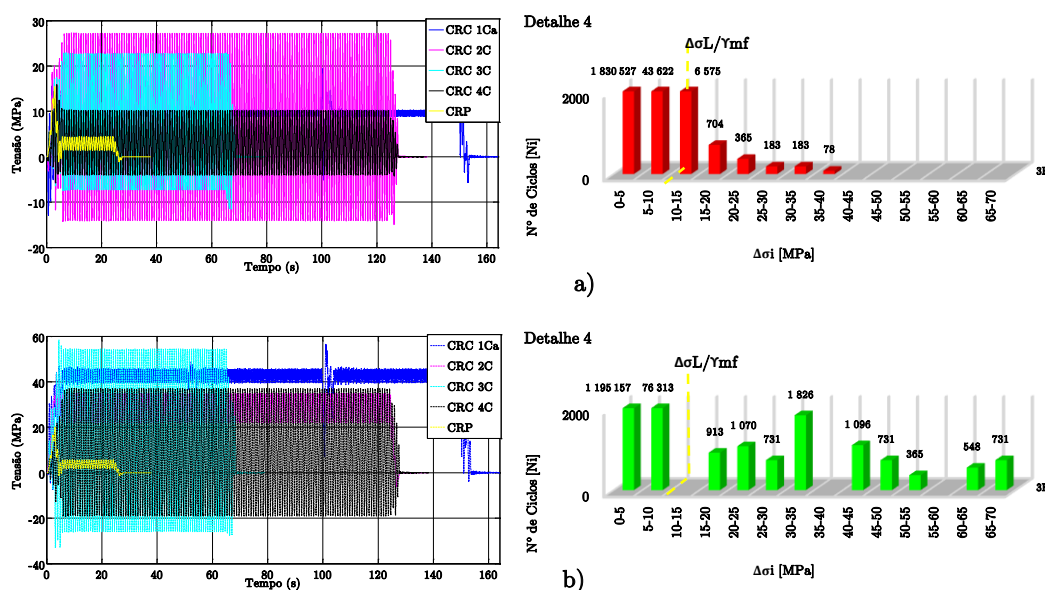 30
20
10
0
-10
-20
Tensão (MPa)
0 20 40 60 80 100 120 140 160
Tempo (s)
CRC 1Ca
CRC 2C
CRC 3C
CRC 4C
CRP
Detalhe 4
ΔσL/γmf
1 830 527 43 622 6 575
704
365
183
183
78
2000
0
Nº de Ciclos [Ni]
0-5
5-10
10-15
15-20
20-25
25-30
30-35
35-40
40-45
45-50
50-55
55-60
60-65
65-70
Δσi [MPa]
a)
60
40
20
0
-20
-40
Tensão (MPa)
0 20 40 60 80 100 120 140 160
Tempo (s)
CRC 1Ca
CRC 2C
CRC 3C
CRC 4C
CRP
Detalhe 4
ΔσL/γmf
1 195 157 76 313
913
1 070
731
1 826
1 096
731
365
548
731
2000
0
Nº de Ciclos [Ni]
0-5
5-10
10-15
15-20
20-25
25-30
30-35
35-40
40-45
45-50
50-55
55-60
60-65
65-70
Δσi [MPa]
b)